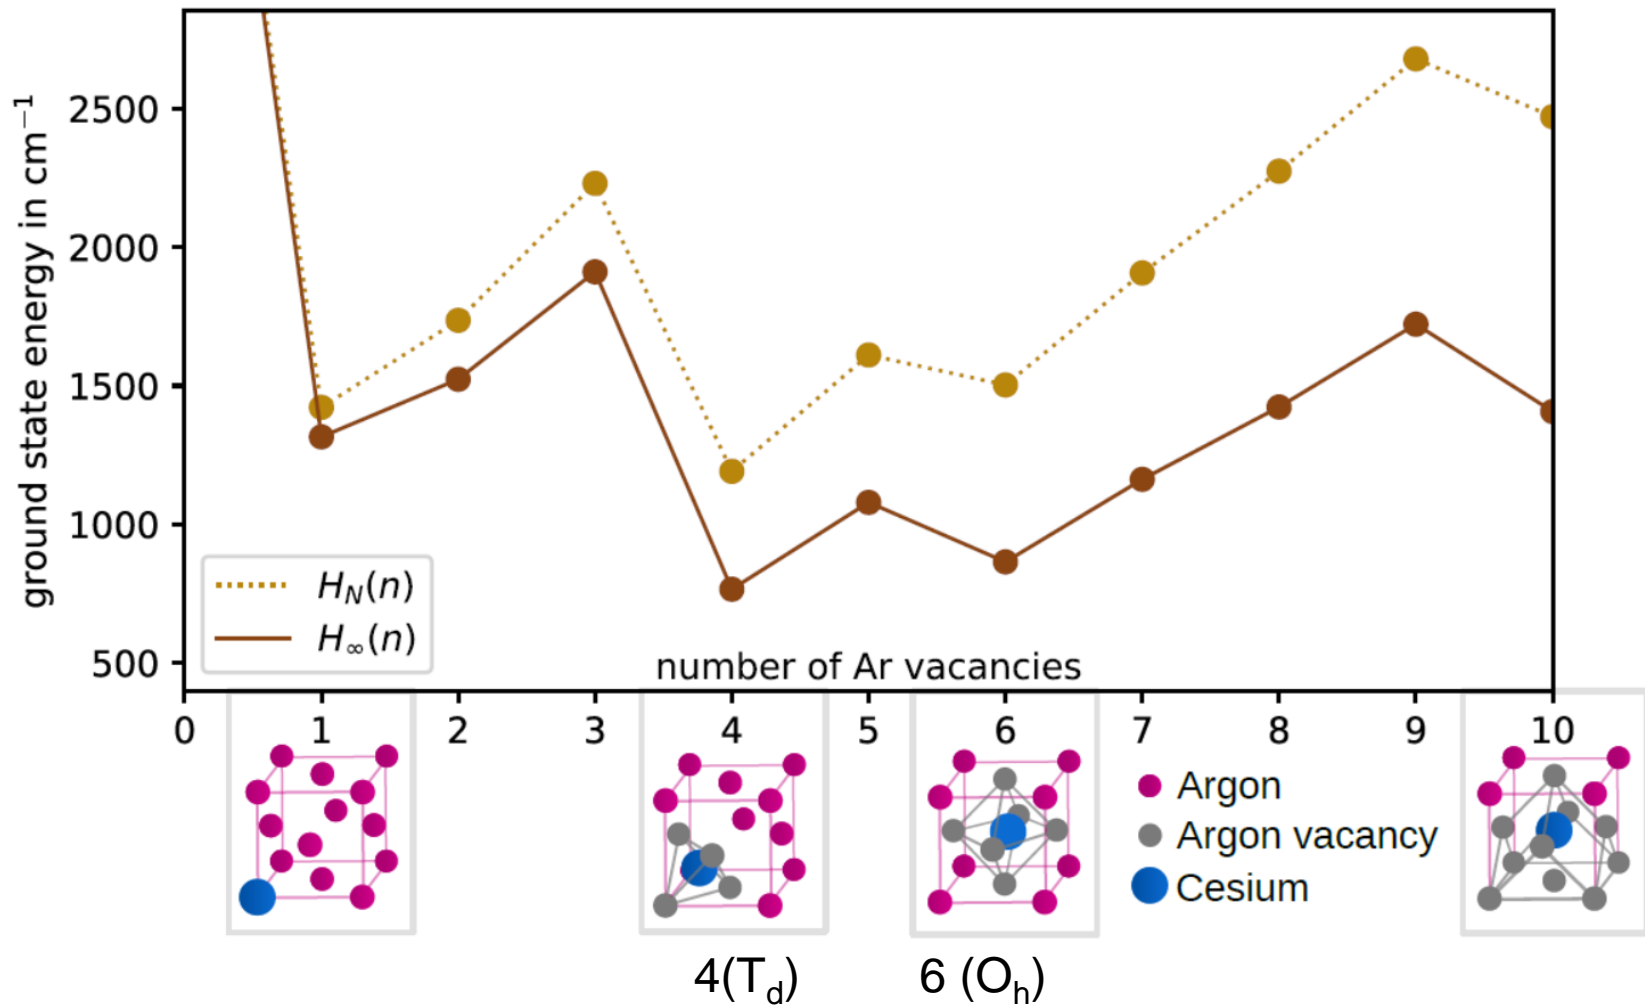 ground state energy in cm⁻¹
2500
2000
1500
1000
500
H_N(n)
H_∞(n)
number of Ar vacancies
0 1 2 3 4 5 6 7 8 9 10
Argon
Argon vacancy
Cesium
4(T_d) 6 (O_h)